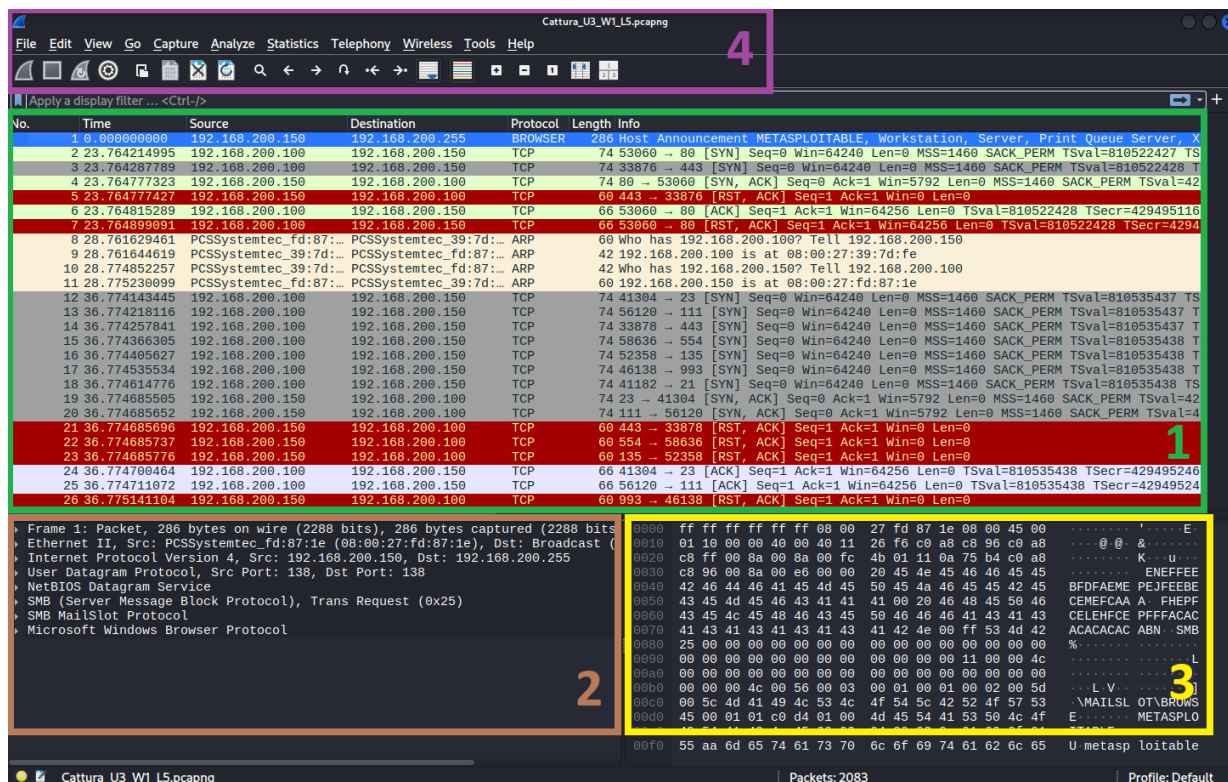 Cattura_U3_W1_L5.pcapng
File Edit View Go Capture Analyze Statistics Telephony Wireless Tools Help
4
Apply a display filter ... <Ctrl-/>
No. Time Source Destination Protocol Length Info
1 0.000000000 192.168.200.150 192.168.200.255 BROWSER 286 Host Announcement METASPLOITABLE, Workstation, Server, Print Queue Server, X
2 23.764214995 192.168.200.100 192.168.200.150 TCP 74 53060 → 80 [SYN] Seq=0 Win=64240 Len=0 MSS=1460 SACK_PERM TSval=810522427 TS
3 23.764287789 192.168.200.100 192.168.200.150 TCP 74 33876 → 443 [SYN] Seq=0 Win=64240 Len=0 MSS=1460 SACK_PERM TSval=810522428 T
4 23.764777323 192.168.200.150 192.168.200.100 TCP 74 80 → 53060 [SYN, ACK] Seq=0 Ack=1 Win=5792 Len=0 MSS=1460 SACK_PERM TSval=42
5 23.764777427 192.168.200.150 192.168.200.100 TCP 60 443 → 33876 [RST, ACK] Seq=1 Ack=1 Win=0 Len=0
6 23.764815289 192.168.200.100 192.168.200.150 TCP 66 53060 → 80 [ACK] Seq=1 Ack=1 Win=64256 Len=0 TSval=810522428 TSecr=429495116
7 23.764899091 192.168.200.100 192.168.200.150 TCP 66 53060 → 80 [RST, ACK] Seq=1 Ack=1 Win=64256 Len=0 TSval=810522428 TSecr=4294
8 28.761629461 PCSSystemtec_fd:87:… PCSSystemtec_39:7d:… ARP 60 Who has 192.168.200.100? Tell 192.168.200.150
9 28.761644619 PCSSystemtec_39:7d:… PCSSystemtec_fd:87:… ARP 42 192.168.200.100 is at 08:00:27:39:7d:fe
10 28.774852257 PCSSystemtec_39:7d:… PCSSystemtec_fd:87:… ARP 42 Who has 192.168.200.150? Tell 192.168.200.100
11 28.775230099 PCSSystemtec_fd:87:… PCSSystemtec_39:7d:… ARP 60 192.168.200.150 is at 08:00:27:fd:87:1e
12 36.774143445 192.168.200.100 192.168.200.150 TCP 74 41304 → 23 [SYN] Seq=0 Win=64240 Len=0 MSS=1460 SACK_PERM TSval=810535437 TS
13 36.774218116 192.168.200.100 192.168.200.150 TCP 74 56120 → 111 [SYN] Seq=0 Win=64240 Len=0 MSS=1460 SACK_PERM TSval=810535437 T
14 36.774257841 192.168.200.100 192.168.200.150 TCP 74 33878 → 443 [SYN] Seq=0 Win=64240 Len=0 MSS=1460 SACK_PERM TSval=810535437 T
15 36.774366305 192.168.200.100 192.168.200.150 TCP 74 58636 → 554 [SYN] Seq=0 Win=64240 Len=0 MSS=1460 SACK_PERM TSval=810535438 T
16 36.774405627 192.168.200.100 192.168.200.150 TCP 74 52358 → 135 [SYN] Seq=0 Win=64240 Len=0 MSS=1460 SACK_PERM TSval=810535438 T
17 36.774535534 192.168.200.100 192.168.200.150 TCP 74 46138 → 993 [SYN] Seq=0 Win=64240 Len=0 MSS=1460 SACK_PERM TSval=810535438 T
18 36.774614776 192.168.200.100 192.168.200.150 TCP 74 41182 → 21 [SYN] Seq=0 Win=64240 Len=0 MSS=1460 SACK_PERM TSval=810535438 TS
19 36.774685505 192.168.200.150 192.168.200.100 TCP 74 23 → 41304 [SYN, ACK] Seq=0 Ack=1 Win=5792 Len=0 MSS=1460 SACK_PERM TSval=42
20 36.774685652 192.168.200.150 192.168.200.100 TCP 74 111 → 56120 [SYN, ACK] Seq=0 Ack=1 Win=5792 Len=0 MSS=1460 SACK_PERM TSval=4
21 36.774685696 192.168.200.150 192.168.200.100 TCP 60 443 → 33878 [RST, ACK] Seq=1 Ack=1 Win=0 Len=0
22 36.774685737 192.168.200.150 192.168.200.100 TCP 60 554 → 58636 [RST, ACK] Seq=1 Ack=1 Win=0 Len=0
23 36.774685776 192.168.200.150 192.168.200.100 TCP 60 135 → 52358 [RST, ACK] Seq=1 Ack=1 Win=0 Len=0
24 36.774700464 192.168.200.100 192.168.200.150 TCP 66 41304 → 23 [ACK] Seq=1 Ack=1 Win=64256 Len=0 TSval=810535438 TSecr=429495246
25 36.774711072 192.168.200.100 192.168.200.150 TCP 66 56120 → 111 [ACK] Seq=1 Ack=1 Win=64256 Len=0 TSval=810535438 TSecr=42949524
26 36.775141104 192.168.200.150 192.168.200.100 TCP 60 993 → 46138 [RST, ACK] Seq=1 Ack=1 Win=0 Len=0
1
Frame 1: Packet, 286 bytes on wire (2288 bits), 286 bytes captured (2288 bits
Ethernet II, Src: PCSSystemtec_fd:87:1e (08:00:27:fd:87:1e), Dst: Broadcast (
Internet Protocol Version 4, Src: 192.168.200.150, Dst: 192.168.200.255
User Datagram Protocol, Src Port: 138, Dst Port: 138
NetBIOS Datagram Service
SMB (Server Message Block Protocol), Trans Request (0x25)
SMB MailSlot Protocol
Microsoft Windows Browser Protocol
2
0000 ff ff ff ff ff ff 08 00 27 fd 87 1e 08 00 45 00 ········ '·····E·
0010 01 10 00 00 40 00 40 11 26 f6 c0 a8 c8 96 c0 a8 ····@·@· &·······
0020 c8 ff 00 8a 00 8a 00 fc 4b 01 11 0a 75 b4 c0 a8 ········ K···u···
0030 c8 96 00 8a 00 e6 00 00 20 45 4e 45 46 46 45 45 ········ ENEFFEE
0040 42 46 44 46 41 45 4d 45 50 45 4a 46 45 45 42 45 BFDFAEME PEJFEEBE
0050 43 45 4d 45 46 43 41 41 41 00 20 46 48 45 50 46 CEMEFCAA A· FHEPF
0060 43 45 4c 45 48 46 43 45 50 46 46 46 41 43 41 43 CELEHFCE PFFFACAC
0070 41 43 41 43 41 43 41 43 41 42 4e 00 ff 53 4d 42 ACACACAC ABN··SMB
0080 25 00 00 00 00 00 00 00 00 00 00 00 00 00 00 00 %······· ········
0090 00 00 00 00 00 00 00 00 00 00 00 00 11 00 00 4c ········ ·······L
00a0 00 00 00 00 00 00 00 00 00 00 00 00 00 00 00 00
00b0 00 00 00 4c 00 56 00 03 00 01 00 01 00 02 00 5d ···L·V·· ·······]
00c0 00 5c 4d 41 49 4c 53 4c 4f 54 5c 42 52 4f 57 53 ·\MAILSL OT\BROWS
00d0 45 00 01 01 c0 d4 01 00 4d 45 54 41 53 50 4c 4f E······· METASPLO
00f0 55 aa 6d 65 74 61 73 70 6c 6f 69 74 61 62 6c 65 U·metasp loitable
3
Cattura_U3_W1_L5.pcapng Packets: 2083 Profile: Default